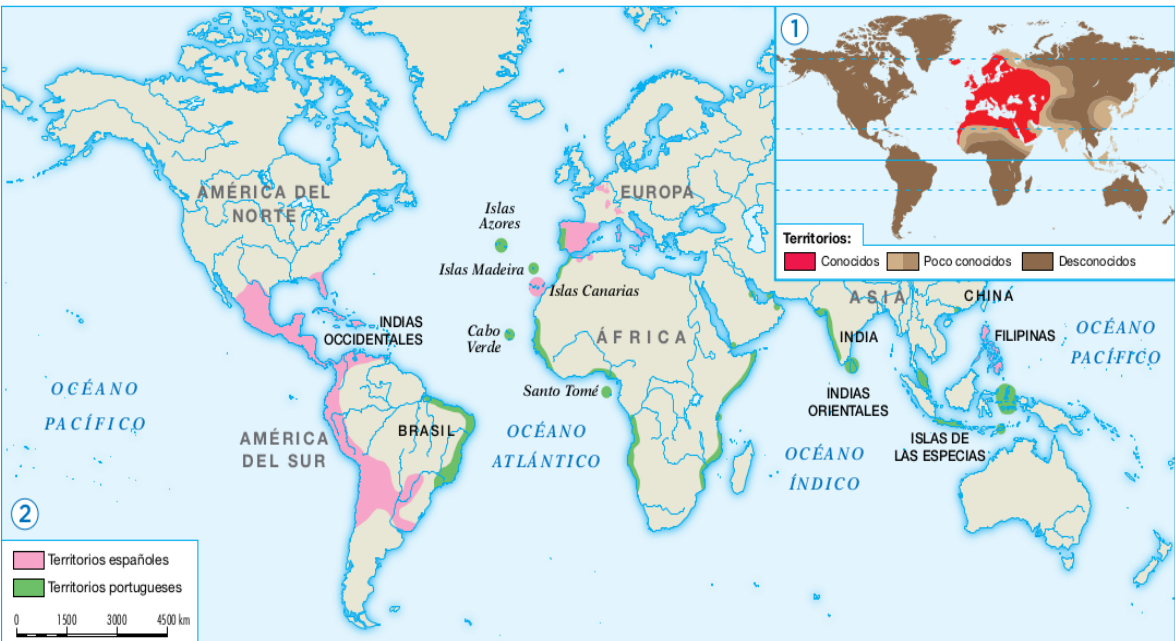 1
Territorios:
Conocidos
Poco conocidos
Desconocidos
AMÉRICA DEL
NORTE
Islas
Azores
EUROPA
Islas Madeira
Islas Canarias
ASIÁ
CHINA
INDIAS
OCCIDENTALES
Cabo
Verde
ÁFRICA
INDIA
FILIPINAS
OCÉANO
PACÍFICO
OCÉANO
PACÍFICO
Santo Tomé
INDIAS
ORIENTALES
AMÉRICA
DEL SUR
BRASIL
OCÉANO
ATLÁNTICO
OCÉANO
ÍNDICO
ISLAS DE
LAS ESPECIAS
2
Territorios españoles
Territorios portugueses
0 1500 3000 4500 km